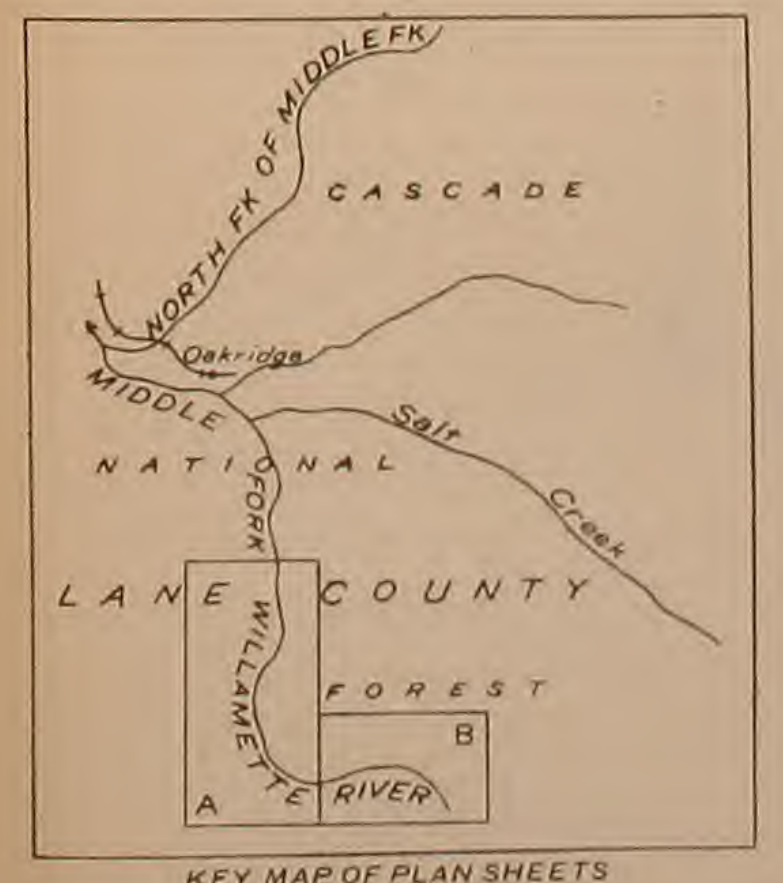 NORTH FK OF MIDDLE FK
CASCADE
Oakridge
MIDDLE FORK WILLAMETTE RIVER
Salt Creek
NATIONAL
LANE COUNTY
FOREST
B
A
KEY MAP OF PLAN SHEETS